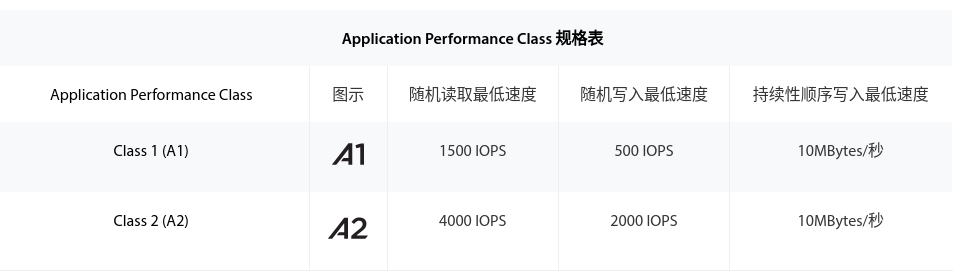 Application Performance Class 规格表
Application Performance Class 图示 随机读取最低速度 随机写入最低速度 持续性顺序写入最低速度
Class 1 (A1) A1 1500 IOPS 500 IOPS 10MBytes/秒
Class 2 (A2) A2 4000 IOPS 2000 IOPS 10MBytes/秒